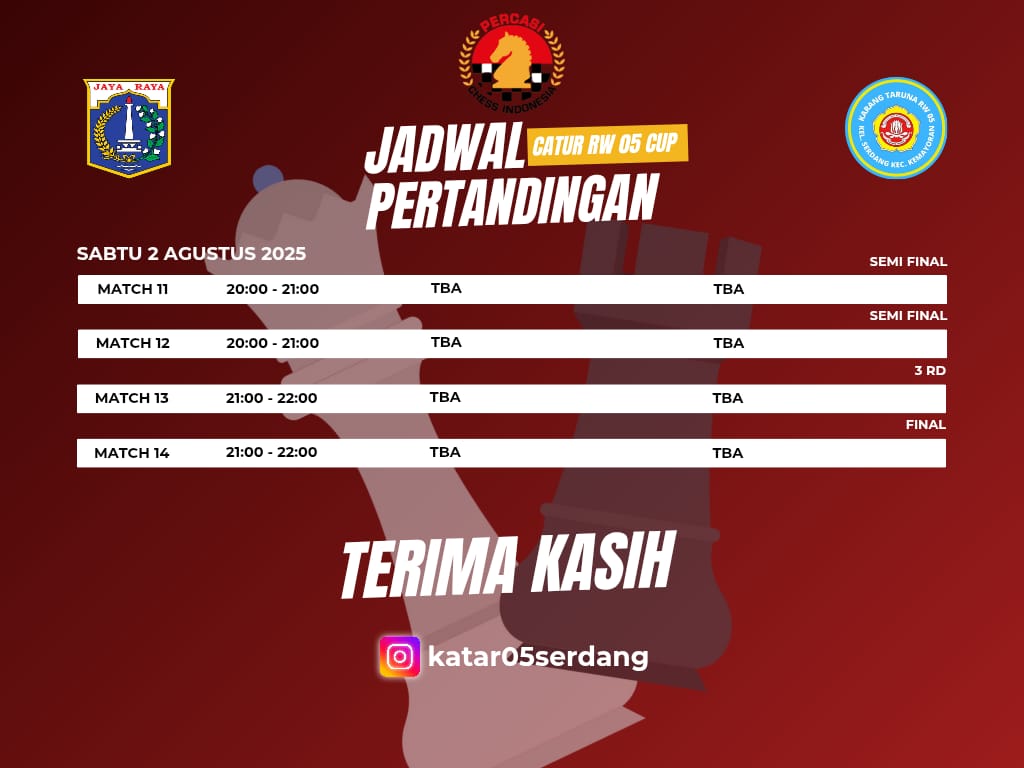 PERCASI
CHESS INDONESIA
JAYA RAYA
KARANG TARUNA RW 05
KEL. SERDANG KEC. KEMAYORAN
JADWAL CATUR RW 05 CUP
PERTANDINGAN
SABTU 2 AGUSTUS 2025
SEMI FINAL
MATCH 11 20:00 - 21:00 TBA TBA
SEMI FINAL
MATCH 12 20:00 - 21:00 TBA TBA
3 RD
MATCH 13 21:00 - 22:00 TBA TBA
FINAL
MATCH 14 21:00 - 22:00 TBA TBA
TERIMA KASIH
katar05serdang